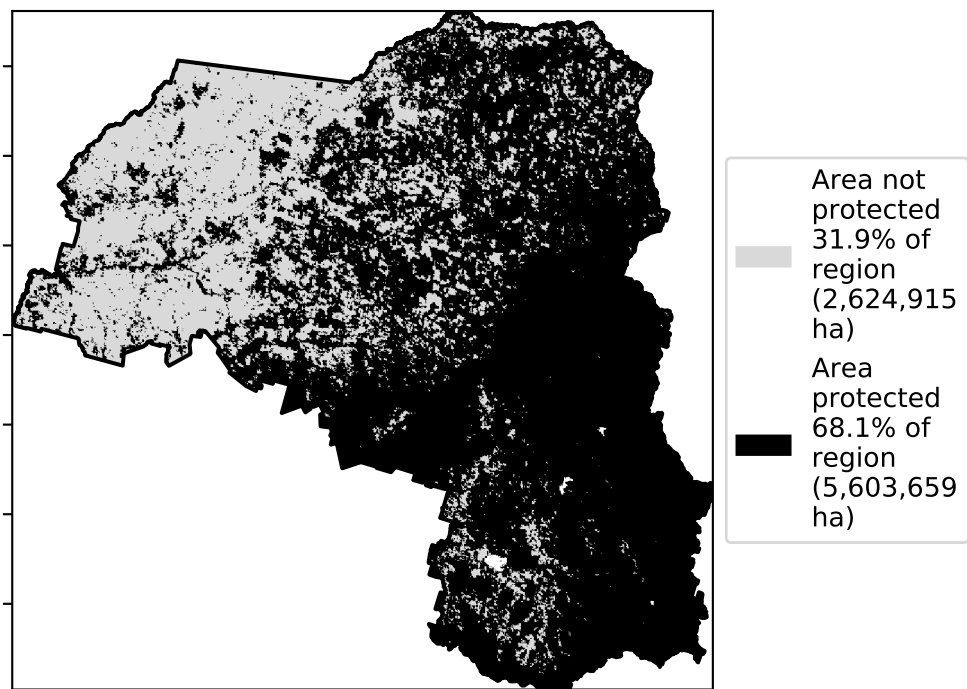 Area not
protected
31.9% of
region
(2,624,915
ha)
Area
protected
68.1% of
region
(5,603,659
ha)